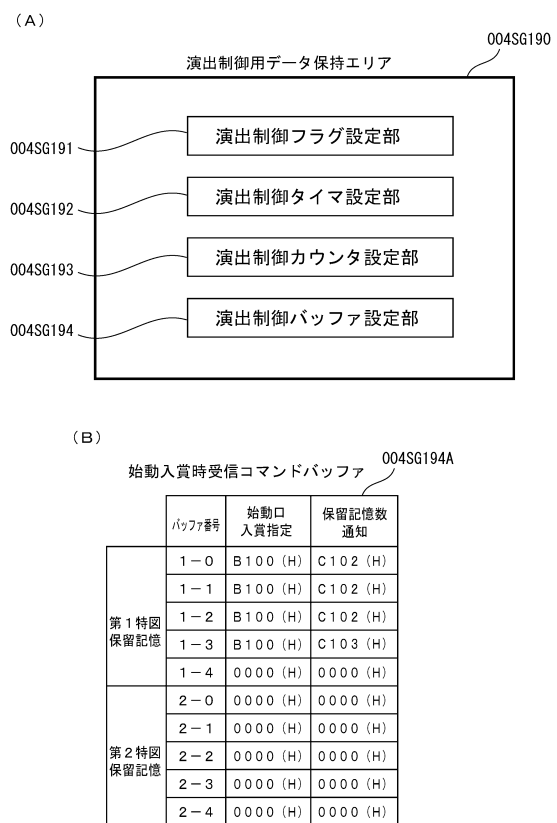 (A)
004SG190
演出制御用データ保持エリア
004SG191
演出制御フラグ設定部
004SG192
演出制御タイマ設定部
004SG193
演出制御カウンタ設定部
004SG194
演出制御バッファ設定部
(B)
004SG194A
始動入賞時受信コマンドバッファ
バッファ番号 始動口入賞指定 保留記憶数通知
第1特図保留記憶
1-0 B100(H) C102(H)
1-1 B100(H) C102(H)
1-2 B100(H) C102(H)
1-3 B100(H) C103(H)
1-4 0000(H) 0000(H)
第2特図保留記憶
2-0 0000(H) 0000(H)
2-1 0000(H) 0000(H)
2-2 0000(H) 0000(H)
2-3 0000(H) 0000(H)
2-4 0000(H) 0000(H)